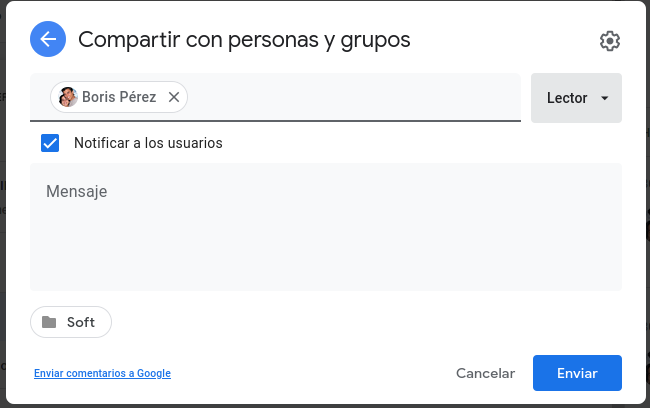 Compartir con personas y grupos
Boris Pérez
Lector
Notificar a los usuarios
Mensaje
Soft
Enviar comentarios a Google
Cancelar
Enviar